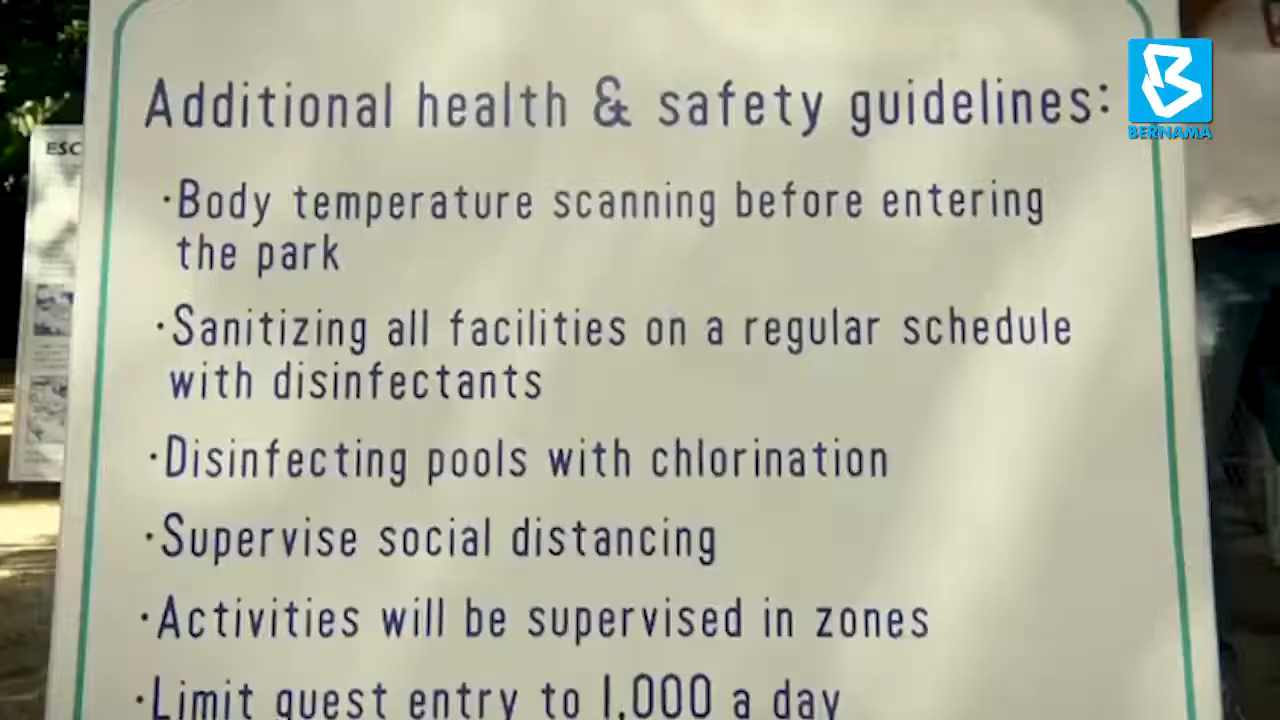 Additional health & safety guidelines:
BERNAMA
ESC
·Body temperature scanning before entering
the park
·Sanitizing all facilities on a regular schedule
with disinfectants
·Disinfecting pools with chlorination
·Supervise social distancing
·Activities will be supervised in zones
·Limit guest entry to 1,000 a day